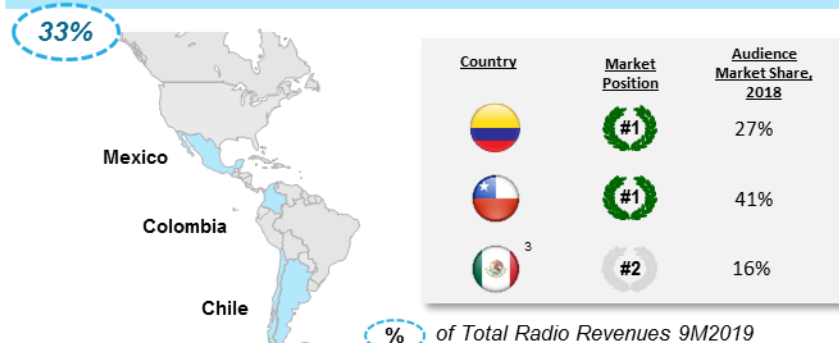 33%
Mexico
Colombia
Chile
Country Market Position Audience Market Share, 2018
#1 27%
#1 41%
3 #2 16%
% of Total Radio Revenues 9M2019